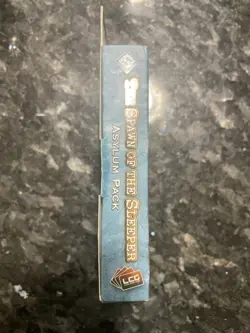 SPAWN OF THE SLEEPER
ASYLUM PACK
LCG